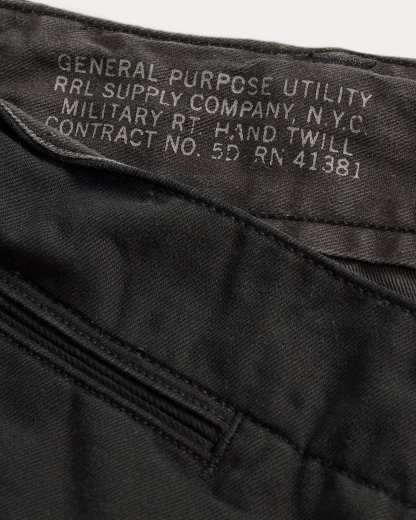 GENERAL PURPOSE UTILITY
RRL SUPPLY COMPANY, N.Y.C.
MILITARY RT. HAND TWILL
CONTRACT NO. 5D RN 41381